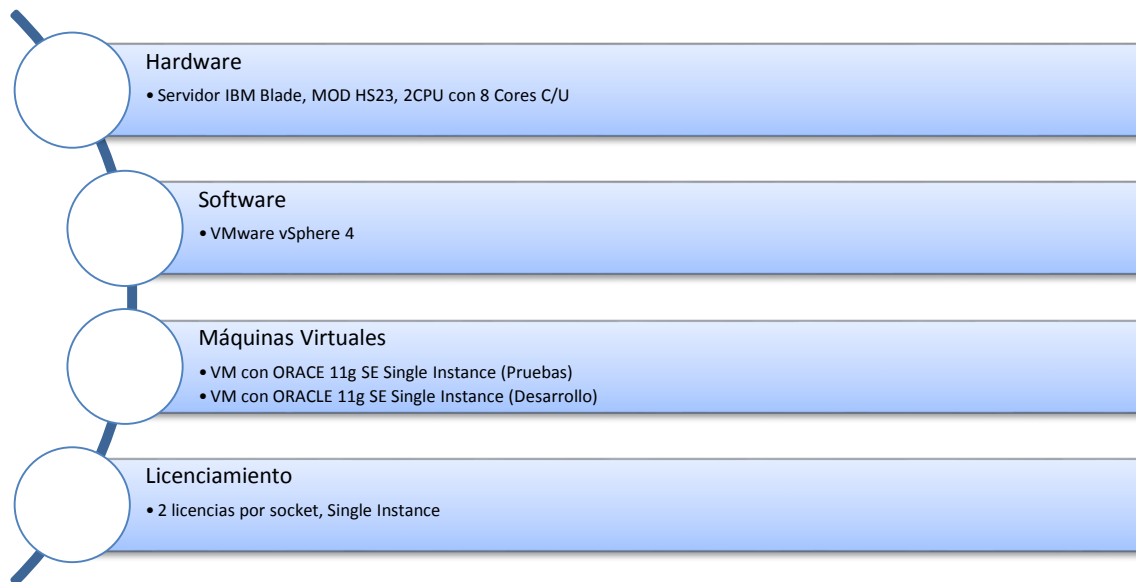 Hardware
• Servidor IBM Blade, MOD HS23, 2CPU con 8 Cores C/U
Software
• VMware vSphere 4
Máquinas Virtuales
• VM con ORACE 11g SE Single Instance (Pruebas)
• VM con ORACLE 11g SE Single Instance (Desarrollo)
Licenciamiento
• 2 licencias por socket, Single Instance